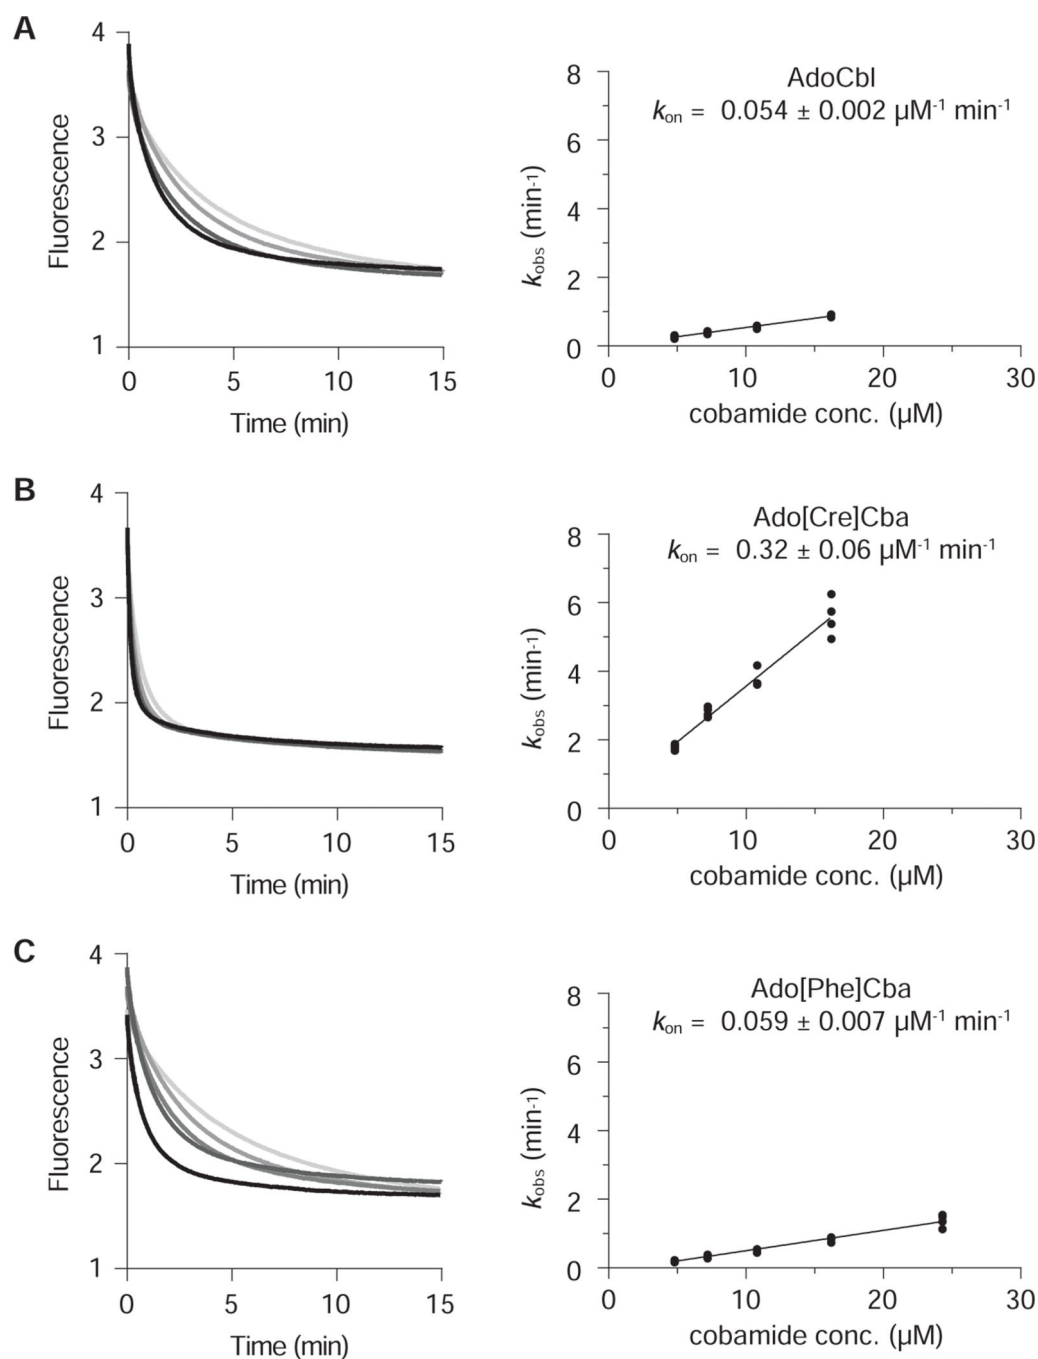 A
4
3
2
1
Fluorescence
0 5 10 15
Time (min)
AdoCbl
kon = 0.054 ± 0.002 µM-1 min-1
8
6
4
2
0
kobs (min-1)
0 10 20 30
cobamide conc. (µM)
B
4
3
2
1
Fluorescence
0 5 10 15
Time (min)
Ado[Cre]Cba
kon = 0.32 ± 0.06 µM-1 min-1
8
6
4
2
0
kobs (min-1)
0 10 20 30
cobamide conc. (µM)
C
4
3
2
1
Fluorescence
0 5 10 15
Time (min)
Ado[Phe]Cba
kon = 0.059 ± 0.007 µM-1 min-1
8
6
4
2
0
kobs (min-1)
0 10 20 30
cobamide conc. (µM)